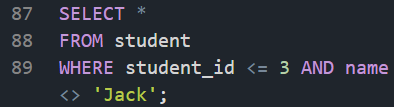 87 SELECT *
88 FROM student
89 WHERE student_id <= 3 AND name
<> 'Jack';